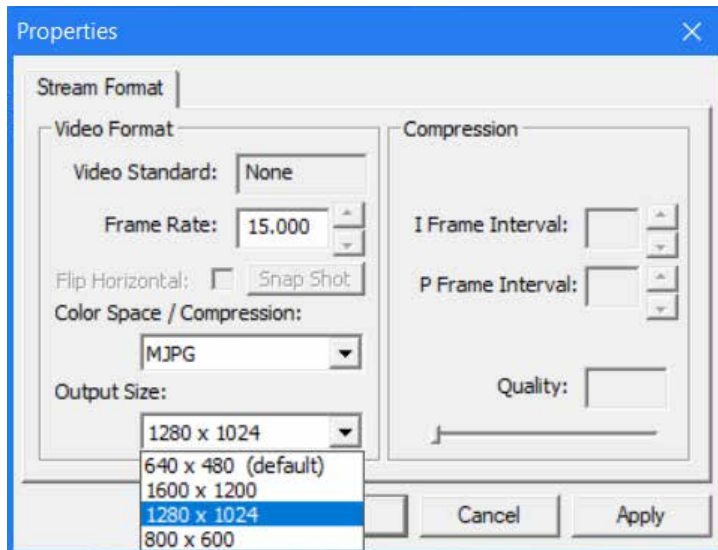 Properties
Stream Format
Video Format
Video Standard: None
Frame Rate: 15.000
Flip Horizontal: Snap Shot
Color Space / Compression:
MJPG
Output Size:
1280 x 1024
640 x 480 (default)
1600 x 1200
1280 x 1024
800 x 600
Compression
I Frame Interval:
P Frame Interval:
Quality:
Cancel Apply